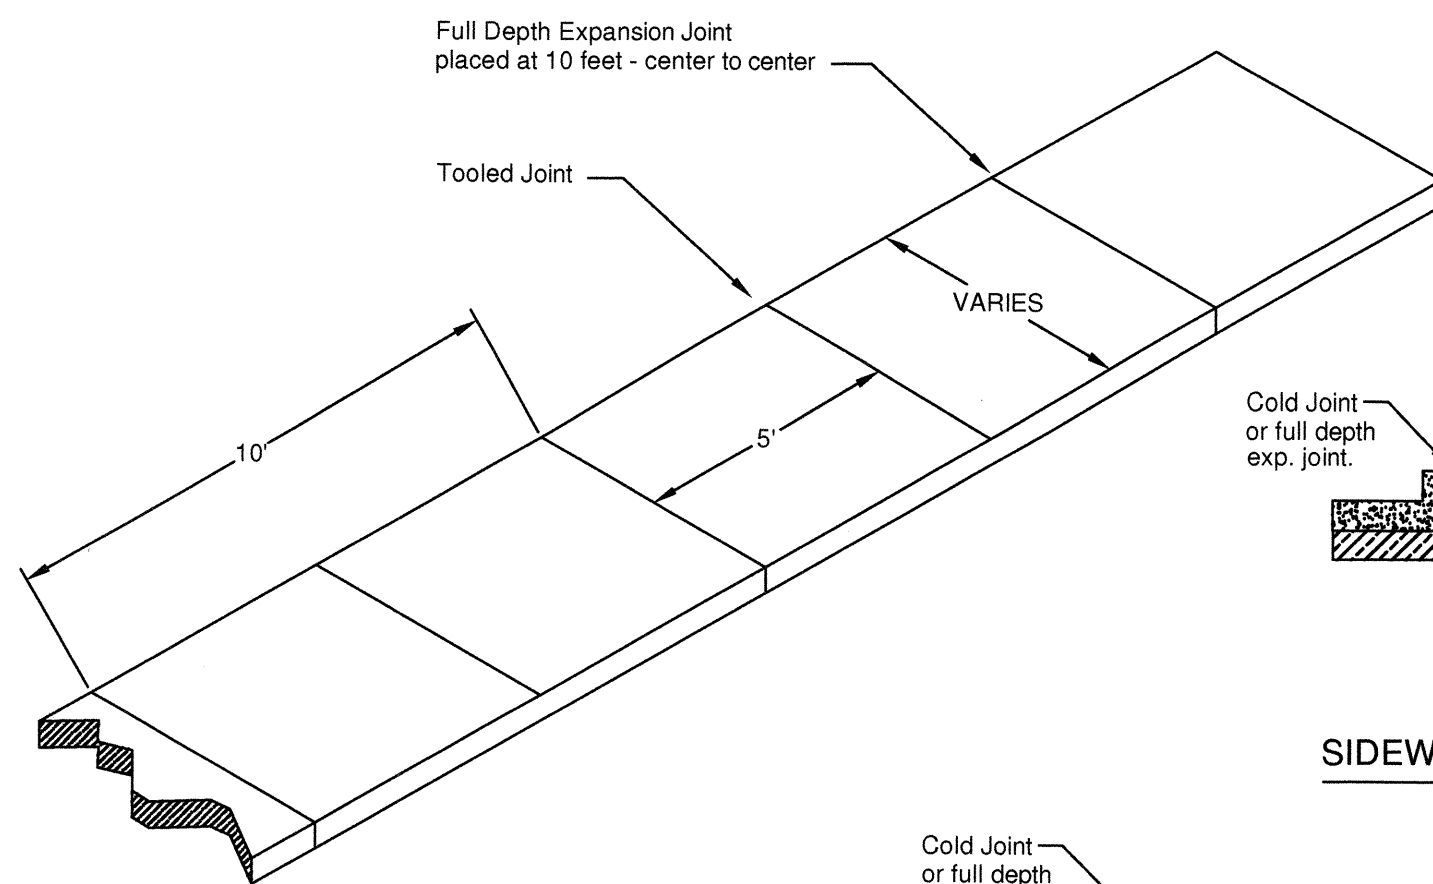 Full Depth Expansion Joint
placed at 10 feet - center to center
Tooled Joint
VARIES
10'
5'
Cold Joint
or full depth
exp. joint.
SIDEW
Cold Joint
or full depth